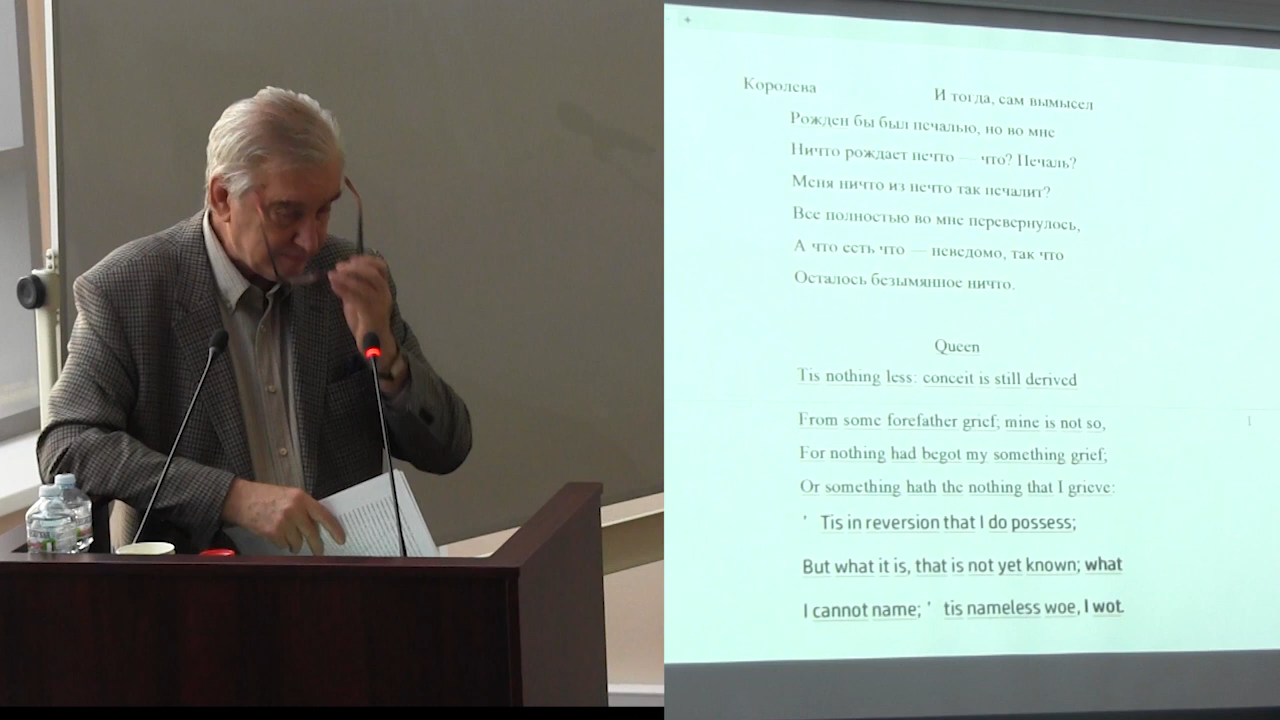 Королева
И тогда, сам вымысел
Рожден бы был печалью, но во мне
Ничто рождает нечто — что? Печаль?
Меня ничто из нечто так печалит?
Все полностью во мне перевернулось,
А что есть что — неведомо, так что
Осталось безымянное ничто.
Queen
Tis nothing less: conceit is still derived
From some forefather grief; mine is not so,
For nothing had begot my something grief;
Or something hath the nothing that I grieve:
' Tis in reversion that I do possess;
But what it is, that is not yet known; what
I cannot name; ' tis nameless woe, I wot.